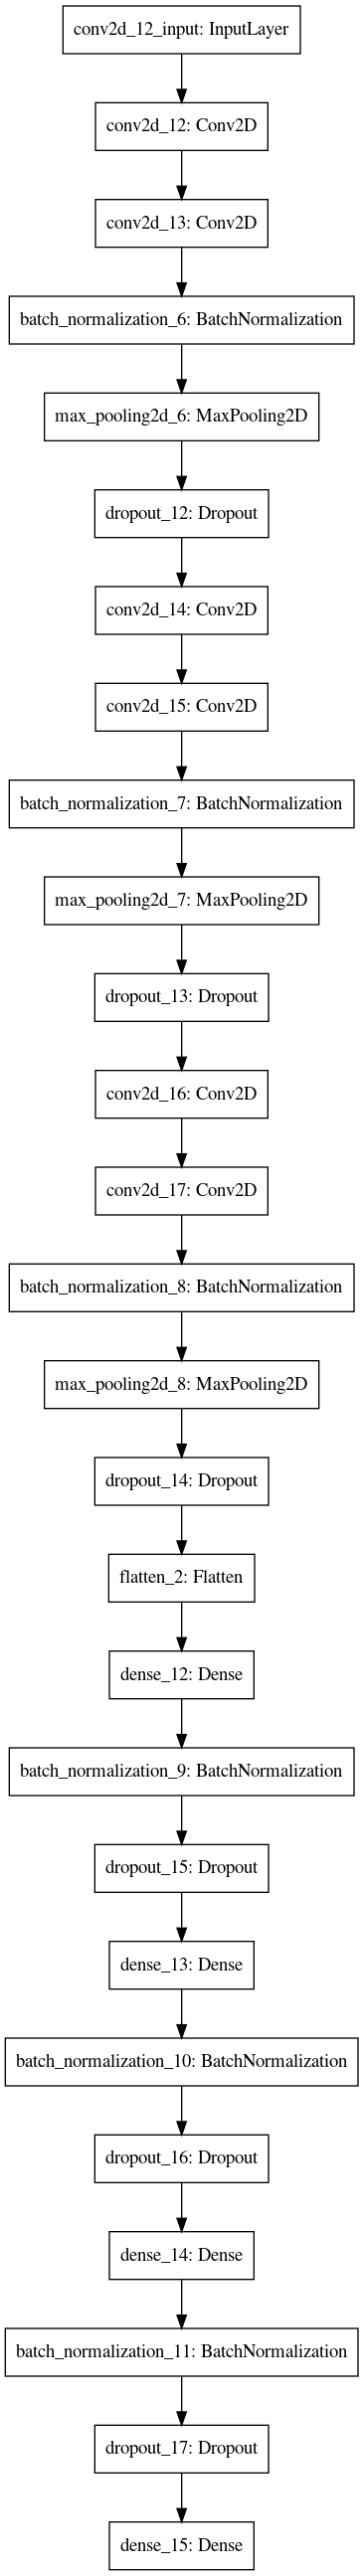 conv2d_12_input: InputLayer
conv2d_12: Conv2D
conv2d_13: Conv2D
batch_normalization_6: BatchNormalization
max_pooling2d_6: MaxPooling2D
dropout_12: Dropout
conv2d_14: Conv2D
conv2d_15: Conv2D
batch_normalization_7: BatchNormalization
max_pooling2d_7: MaxPooling2D
dropout_13: Dropout
conv2d_16: Conv2D
conv2d_17: Conv2D
batch_normalization_8: BatchNormalization
max_pooling2d_8: MaxPooling2D
dropout_14: Dropout
flatten_2: Flatten
dense_12: Dense
batch_normalization_9: BatchNormalization
dropout_15: Dropout
dense_13: Dense
batch_normalization_10: BatchNormalization
dropout_16: Dropout
dense_14: Dense
batch_normalization_11: BatchNormalization
dropout_17: Dropout
dense_15: Dense